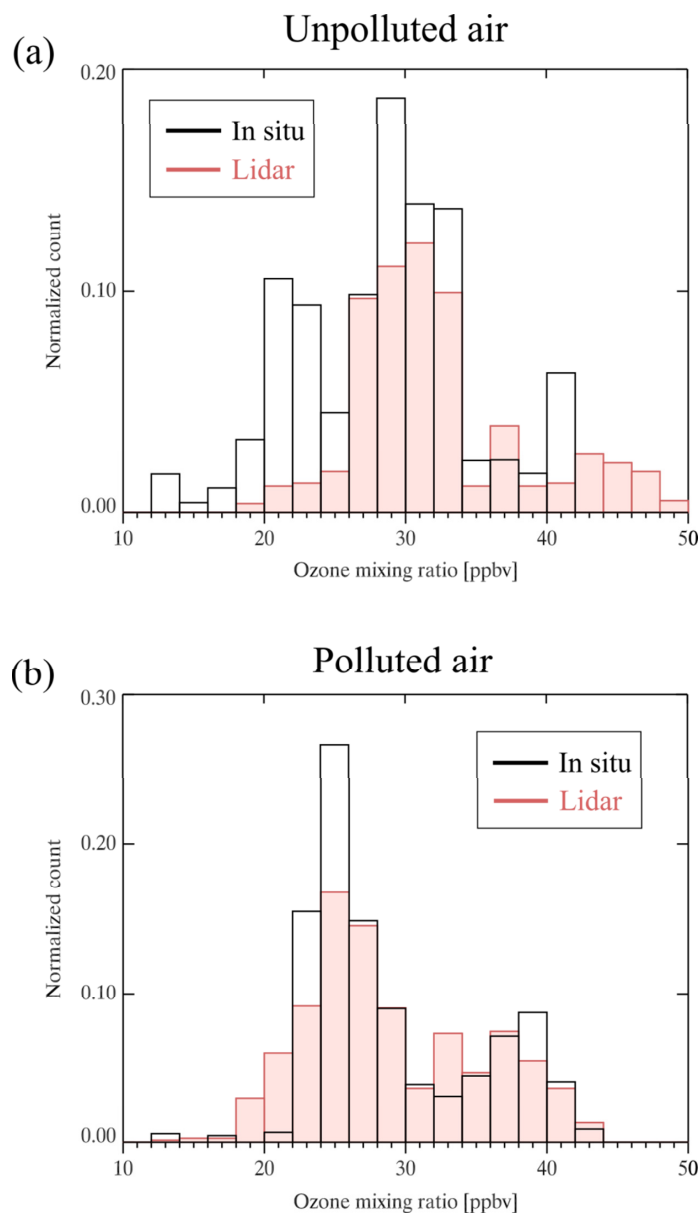 (a)
Unpolluted air
0.20
In situ
Lidar
0.10
Normalized count
0.00
10 20 30 40 50
Ozone mixing ratio [ppbv]
(b)
Polluted air
0.30
In situ
Lidar
0.20
Normalized count
0.10
0.00
10 20 30 40 50
Ozone mixing ratio [ppbv]